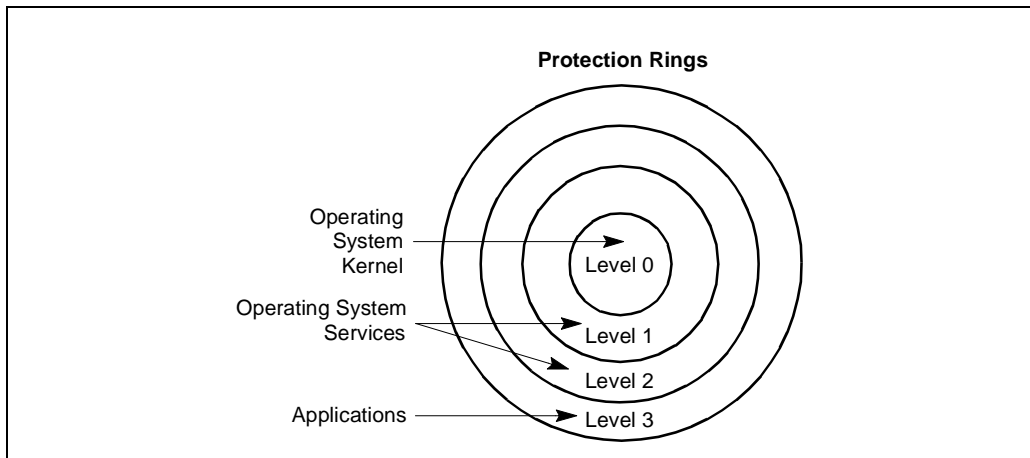 Protection Rings
Operating
System
Kernel
Level 0
Operating System
Services
Level 1
Level 2
Applications
Level 3